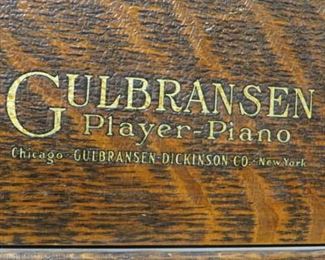 GULBRANSEN
Player-Piano
Chicago - GULBRANSEN-DICKINSON CO. - New York